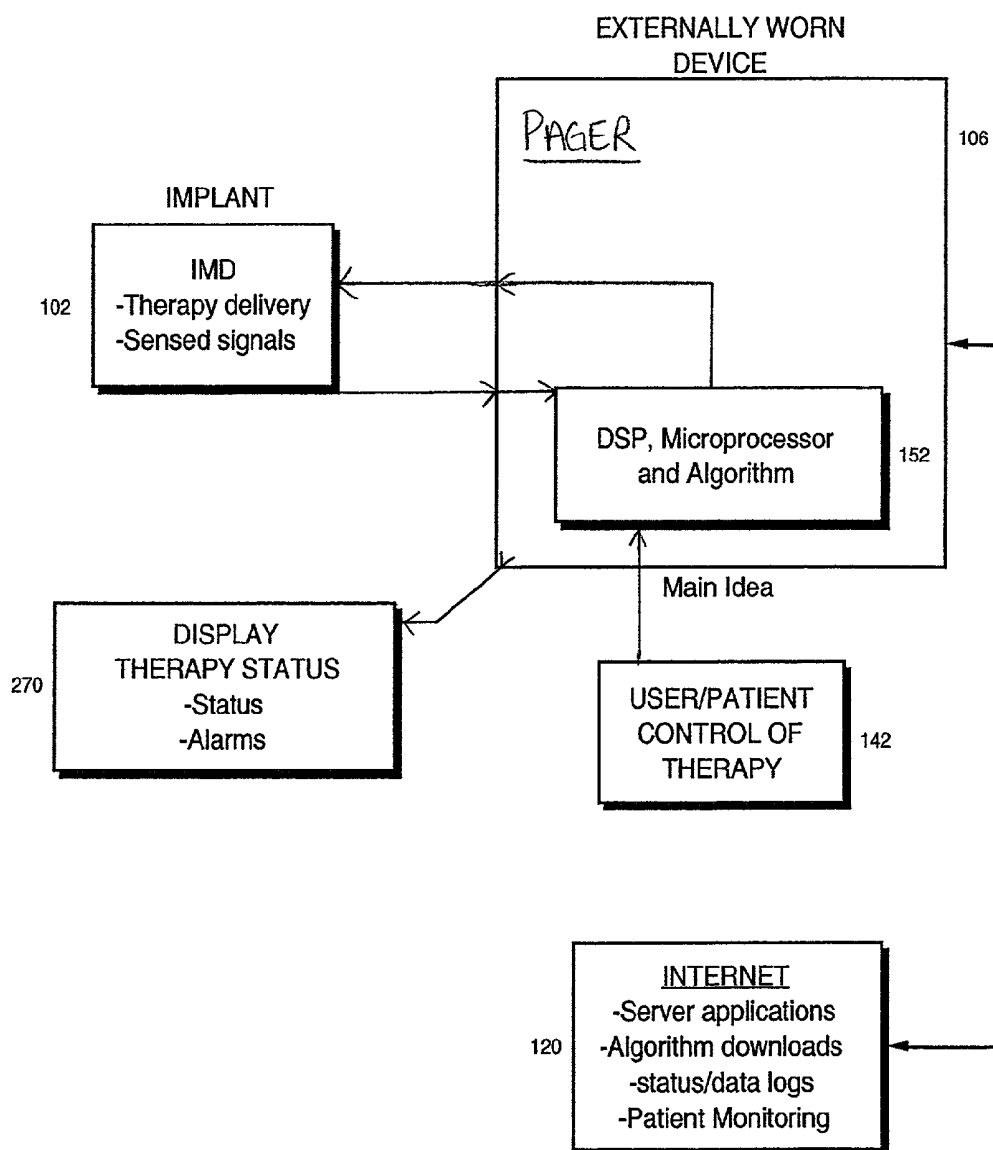 EXTERNALLY WORN
DEVICE
PAGER
106
IMPLANT
IMD
-Therapy delivery
-Sensed signals
102
DSP, Microprocessor
and Algorithm
152
Main Idea
DISPLAY
THERAPY STATUS
-Status
-Alarms
270
USER/PATIENT
CONTROL OF
THERAPY
142
INTERNET
-Server applications
-Algorithm downloads
-status/data logs
-Patient Monitoring
120